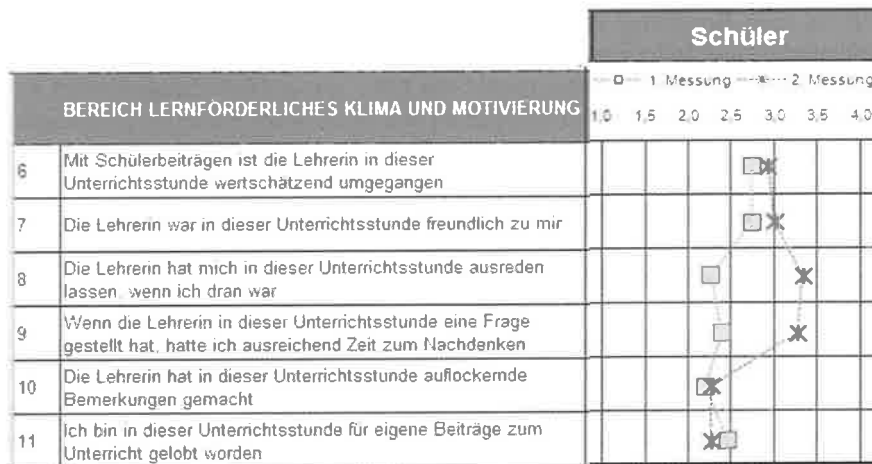 Schüler
1. Messung 2. Messung
BEREICH LERNFÖRDERLICHES KLIMA UND MOTIVIERUNG
1,0 1,5 2,0 2,5 3,0 3,5 4,0
6 Mit Schülerbeiträgen ist die Lehrerin in dieser
Unterrichtsstunde wertschätzend umgegangen
7 Die Lehrerin war in dieser Unterrichtsstunde freundlich zu mir
8 Die Lehrerin hat mich in dieser Unterrichtsstunde ausreden
lassen, wenn ich dran war
9 Wenn die Lehrerin in dieser Unterrichtsstunde eine Frage
gestellt hat, hatte ich ausreichend Zeit zum Nachdenken
10 Die Lehrerin hat in dieser Unterrichtsstunde auflockernde
Bemerkungen gemacht
11 Ich bin in dieser Unterrichtsstunde für eigene Beiträge zum
Unterricht gelobt worden